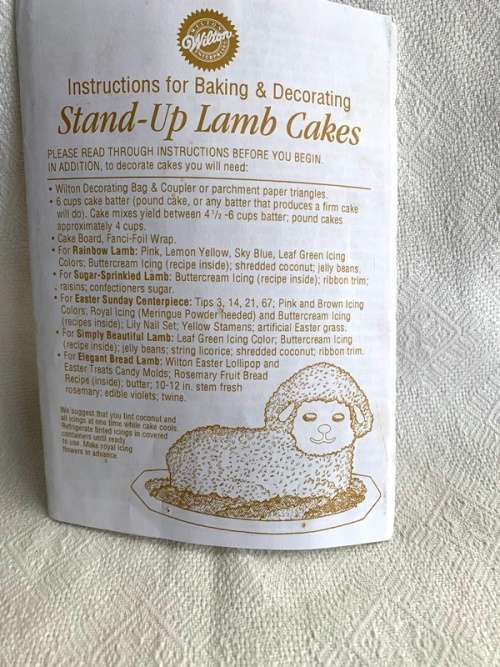 WILTON
Wilton
ENTERPRISES
Instructions for Baking & Decorating
Stand-Up Lamb Cakes
PLEASE READ THROUGH INSTRUCTIONS BEFORE YOU BEGIN.
IN ADDITION, to decorate cakes you will need:
• Wilton Decorating Bag & Coupler or parchment paper triangles.
• 6 cups cake batter (pound cake, or any batter that produces a firm cake
will do). Cake mixes yield between 4 1/2 -6 cups batter; pound cakes
approximately 4 cups.
• Cake Board, Fanci-Foil Wrap.
• For Rainbow Lamb: Pink, Lemon Yellow, Sky Blue, Leaf Green Icing
Colors; Buttercream Icing (recipe inside); shredded coconut; jelly beans.
• For Sugar-Sprinkled Lamb: Buttercream Icing (recipe inside); ribbon trim;
raisins; confectioners sugar.
• For Easter Sunday Centerpiece: Tips 3, 14, 21, 67; Pink and Brown Icing
Colors; Royal Icing (Meringue Powder needed) and Buttercream Icing
(recipes inside); Lily Nail Set; Yellow Stamens; artificial Easter grass.
• For Simply Beautiful Lamb: Leaf Green Icing Color; Buttercream Icing
(recipe inside); jelly beans; string licorice; shredded coconut; ribbon trim.
• For Elegant Bread Lamb: Wilton Easter Lollipop and
Easter Treats Candy Molds; Rosemary Fruit Bread
Recipe (inside); butter; 10-12 in. stem fresh
rosemary; edible violets; twine.
We suggest that you tint coconut and
all icings at one time while cake cools.
Refrigerate tinted icings in covered
containers until ready
to use. Make royal icing
flowers in advance.